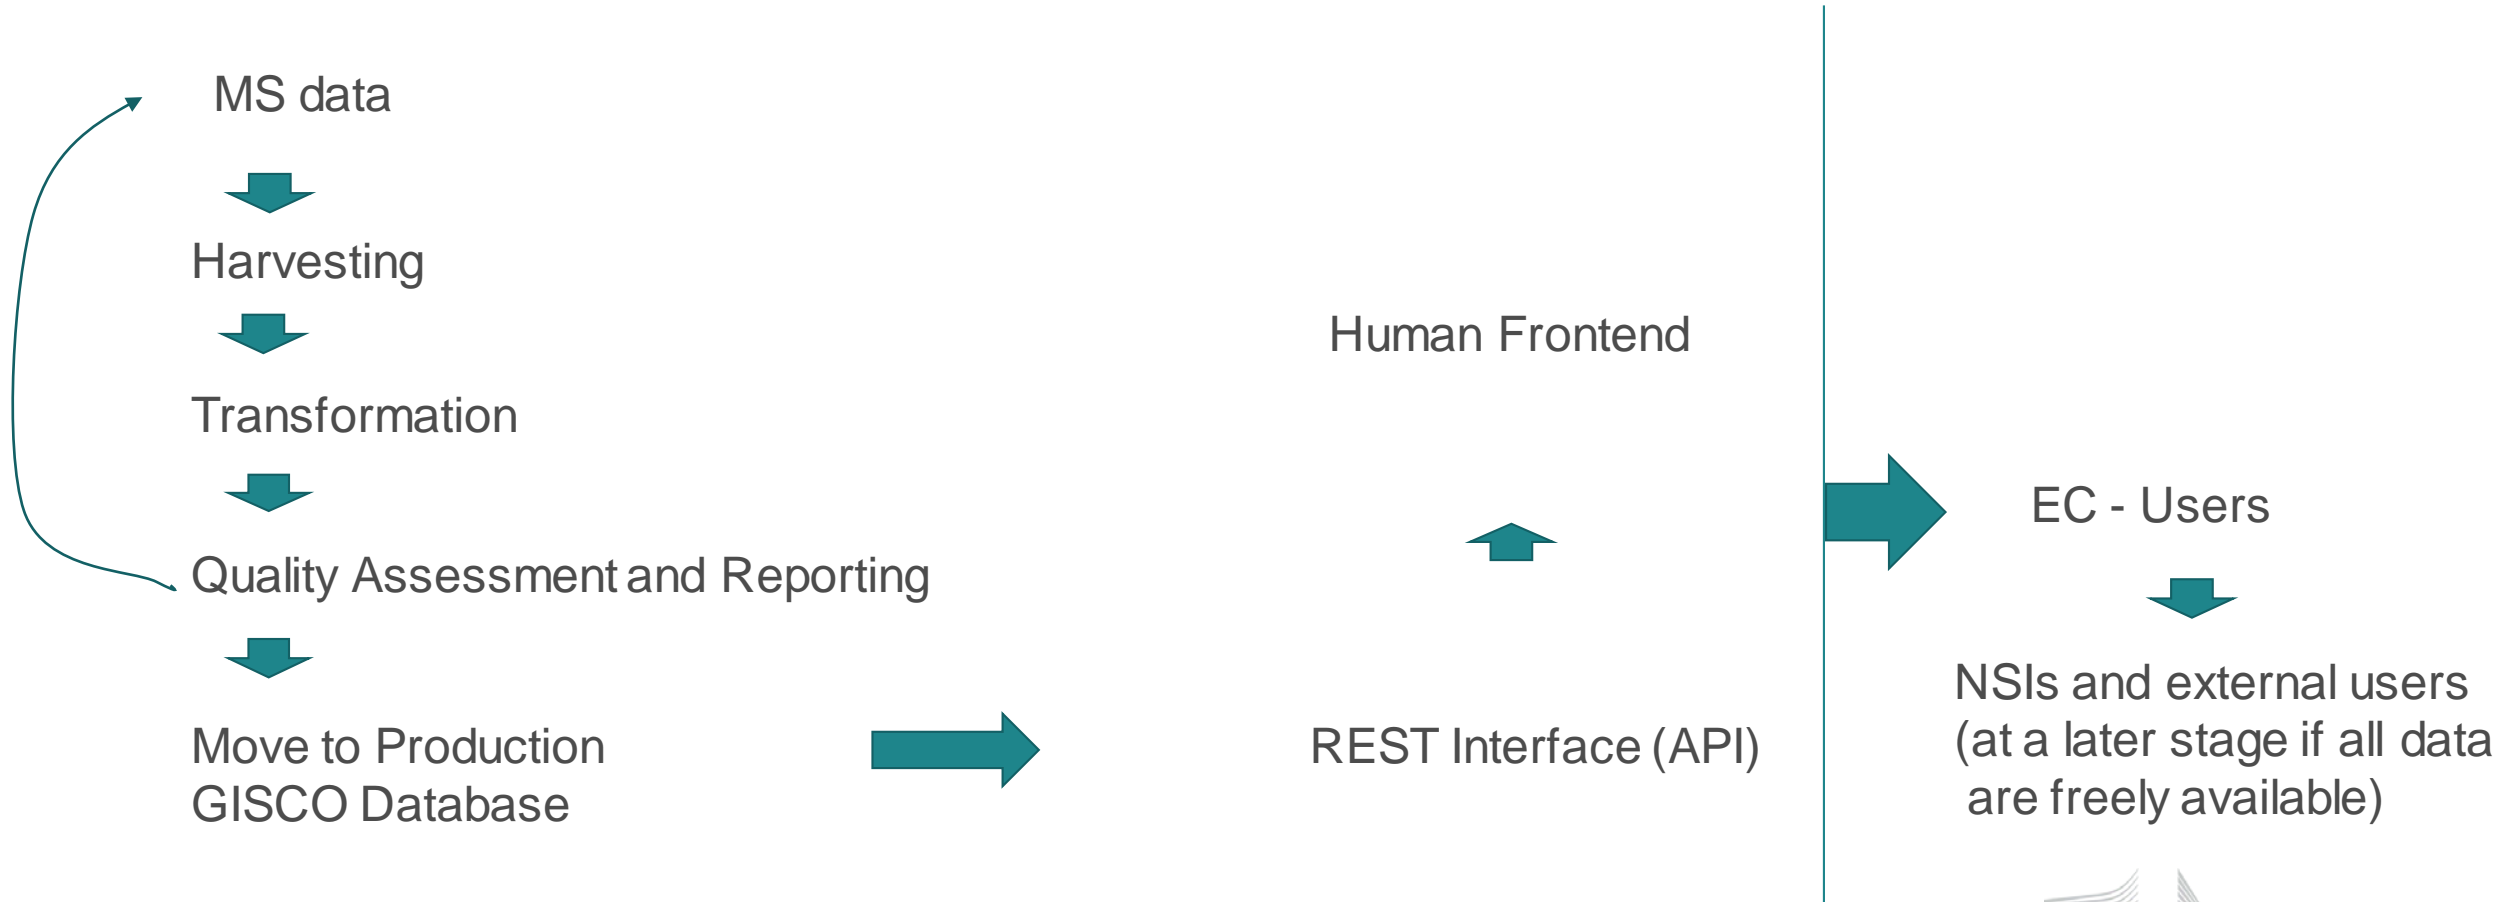 MS data
Harvesting
Transformation
Quality Assessment and Reporting
Move to Production
GISCO Database
Human Frontend
REST Interface (API)
EC - Users
NSIs and external users
(at a later stage if all data
are freely available)